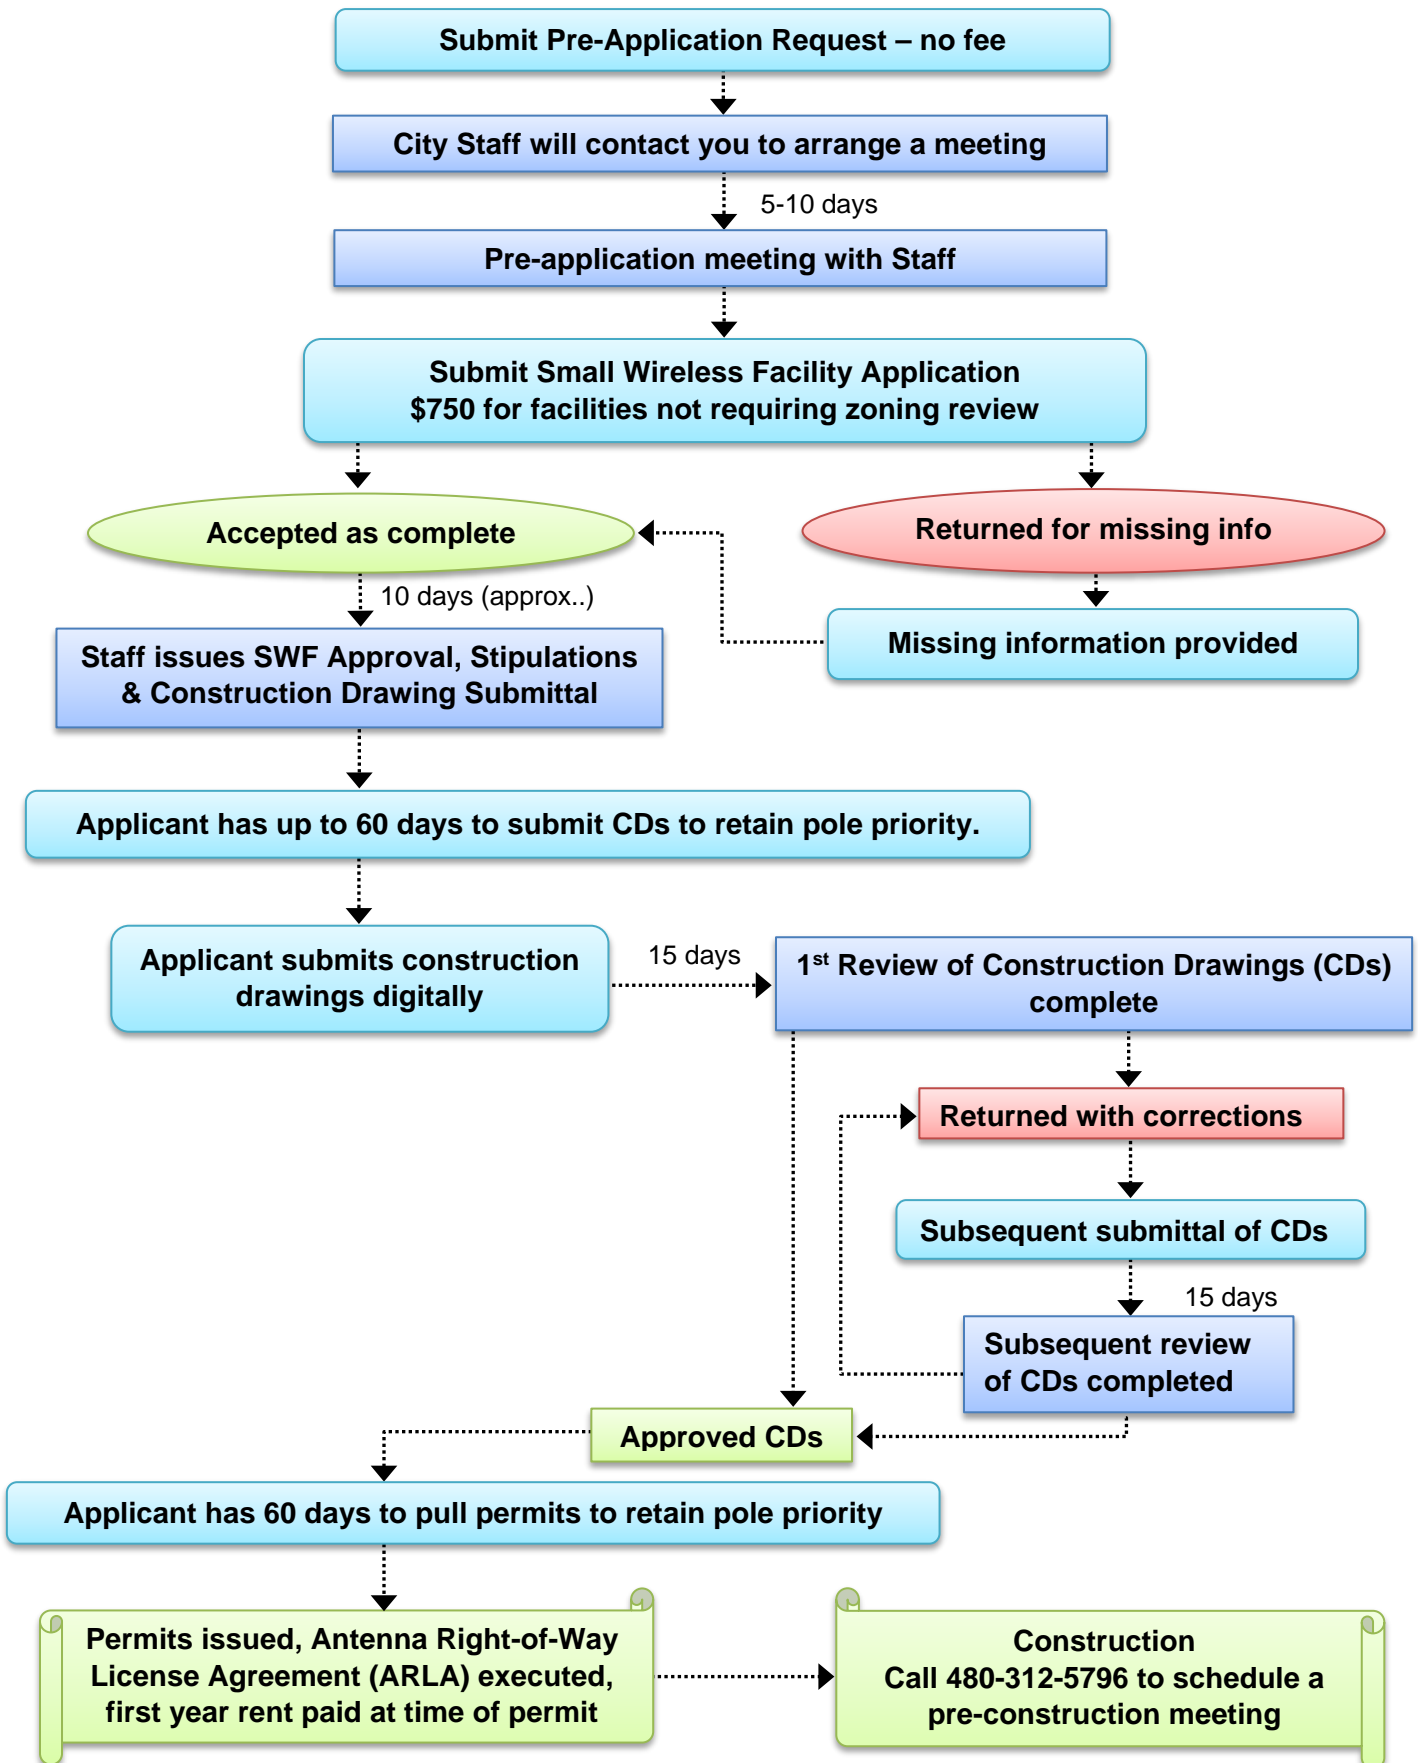 Submit Pre-Application Request – no fee
City Staff will contact you to arrange a meeting
5-10 days
Pre-application meeting with Staff
Submit Small Wireless Facility Application
$750 for facilities not requiring zoning review
Accepted as complete
Returned for missing info
10 days (approx..)
Missing information provided
Staff issues SWF Approval, Stipulations
& Construction Drawing Submittal
Applicant has up to 60 days to submit CDs to retain pole priority.
Applicant submits construction
drawings digitally
15 days
1st Review of Construction Drawings (CDs)
complete
Returned with corrections
Subsequent submittal of CDs
15 days
Subsequent review
of CDs completed
Approved CDs
Applicant has 60 days to pull permits to retain pole priority
Permits issued, Antenna Right-of-Way
License Agreement (ARLA) executed,
first year rent paid at time of permit
Construction
Call 480-312-5796 to schedule a
pre-construction meeting